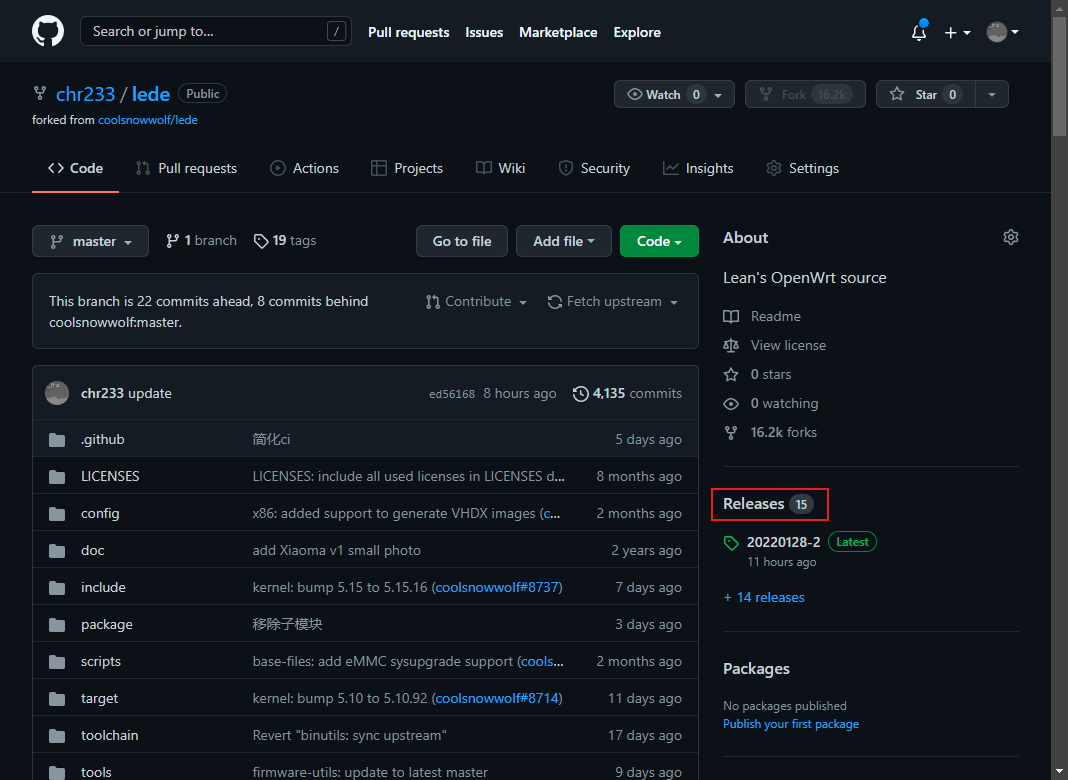 Search or jump to... /
Pull requests Issues Marketplace Explore
chr233 / lede Public
Watch 0 Fork 16.2k Star 0
forked from coolsnowwolf/lede
Code Pull requests Actions Projects Wiki Security Insights Settings
master 1 branch 19 tags Go to file Add file Code
This branch is 22 commits ahead, 8 commits behind
coolsnowwolf:master.
Contribute Fetch upstream
chr233 update ed56168 8 hours ago 4,135 commits
.github 简化ci 5 days ago
LICENSES LICENSES: include all used licenses in LICENSES d... 8 months ago
config x86: added support to generate VHDX images (c... 2 months ago
doc add Xiaoma v1 small photo 2 years ago
include kernel: bump 5.15 to 5.15.16 (coolsnowwolf#8737) 7 days ago
package 移除子模块 3 days ago
scripts base-files: add eMMC sysupgrade support (cools... 2 months ago
target kernel: bump 5.10 to 5.10.92 (coolsnowwolf#8714) 11 days ago
toolchain Revert "binutils: sync upstream" 17 days ago
tools firmware-utils: update to latest master 9 days ago
About
Lean's OpenWrt source
Readme
View license
0 stars
0 watching
16.2k forks
Releases 15
20220128-2 Latest
11 hours ago
+ 14 releases
Packages
No packages published
Publish your first package